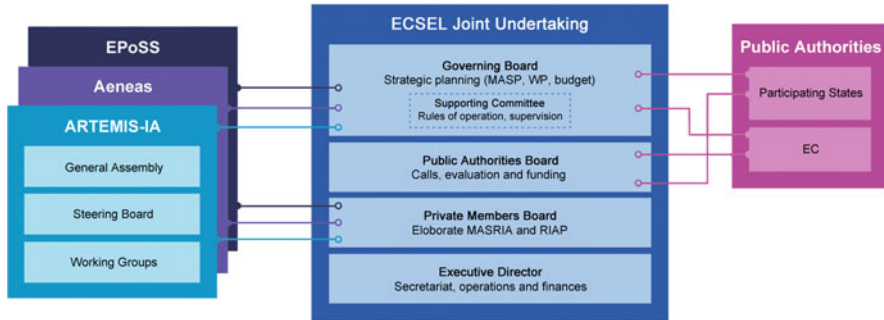 EPoSS
Aeneas
ARTEMIS-IA
General Assembly
Steering Board
Working Groups
ECSEL Joint Undertaking
Governing Board
Strategic planning (MASP, WP, budget)
Supporting Committee
Rules of operation, supervision
Public Authorities Board
Calls, evaluation and funding
Private Members Board
Eloborate MASRIA and RIAP
Executive Director
Secretariat, operations and finances
Public Authorities
Participating States
EC